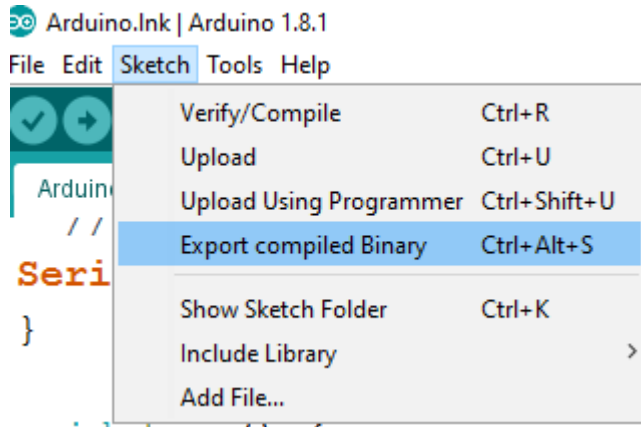 Arduino.lnk | Arduino 1.8.1
File Edit Sketch Tools Help
Verify/Compile Ctrl+R
Upload Ctrl+U
Upload Using Programmer Ctrl+Shift+U
Export compiled Binary Ctrl+Alt+S
Show Sketch Folder Ctrl+K
Include Library >
Add File...
//
}